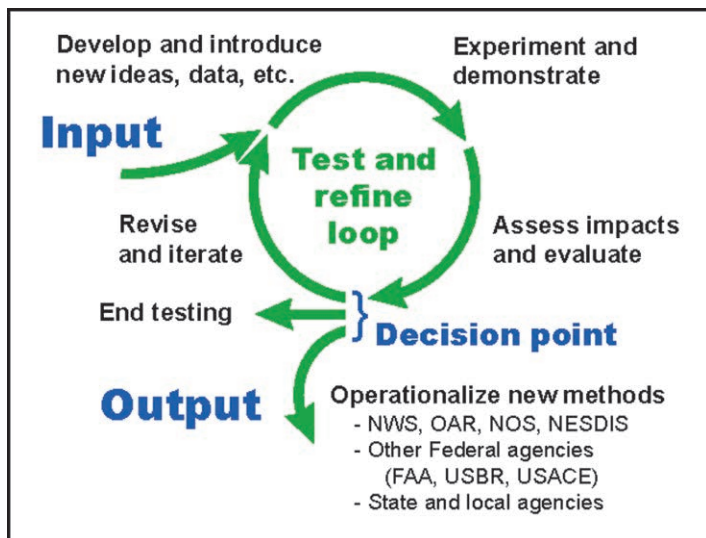 Develop and introduce
new ideas, data, etc.
Experiment and
demonstrate
Input
Test and
refine
loop
Revise
and iterate
Assess impacts
and evaluate
End testing
} Decision point
Output
Operationalize new methods
- NWS, OAR, NOS, NESDIS
- Other Federal agencies
(FAA, USBR, USACE)
- State and local agencies